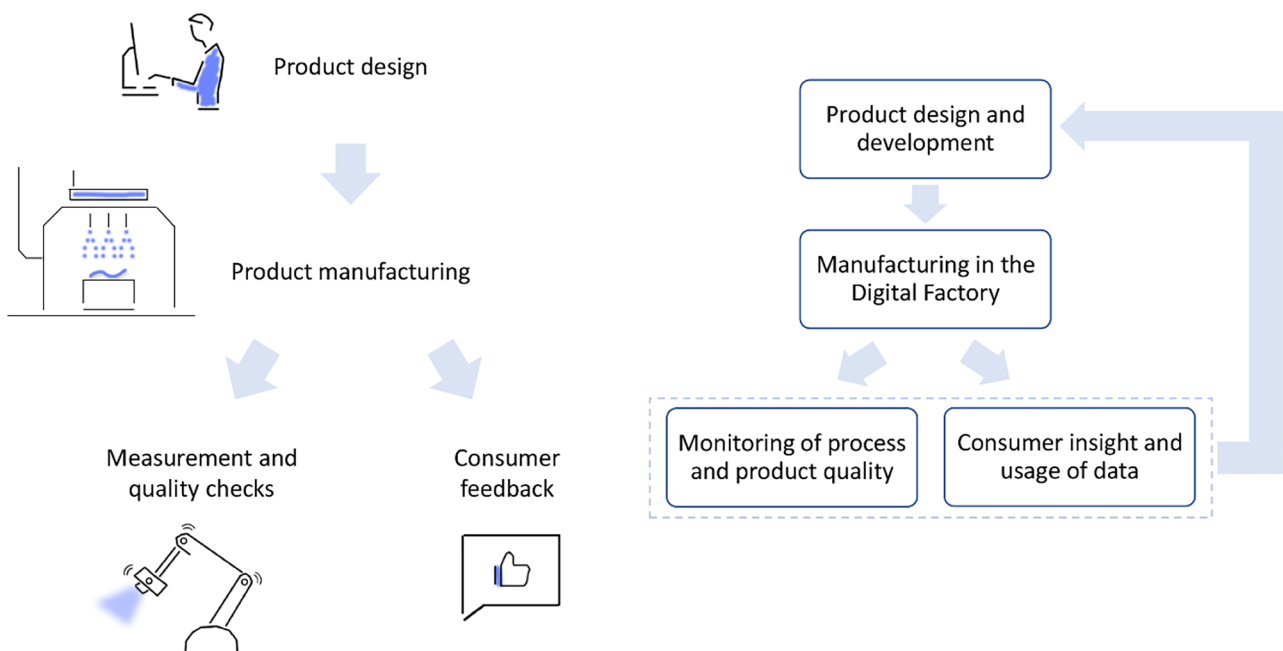 Product design
Product manufacturing
Measurement and
quality checks
Consumer
feedback
Product design and
development
Manufacturing in the
Digital Factory
Monitoring of process
and product quality
Consumer insight and
usage of data